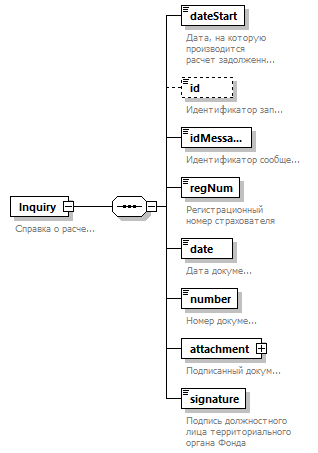 dateStart
Дата, на которую
производится
расчет задолженн...
id
Идентификатор зап...
idMessa...
Идентификатор сообще...
regNum
Регистрационный
номер страхователя
Inquiry
Справка о расче...
date
Дата докуме...
number
Номер докуме...
attachment
Подписанный докум...
signature
Подпись должностного
лица территориального
органа Фонда